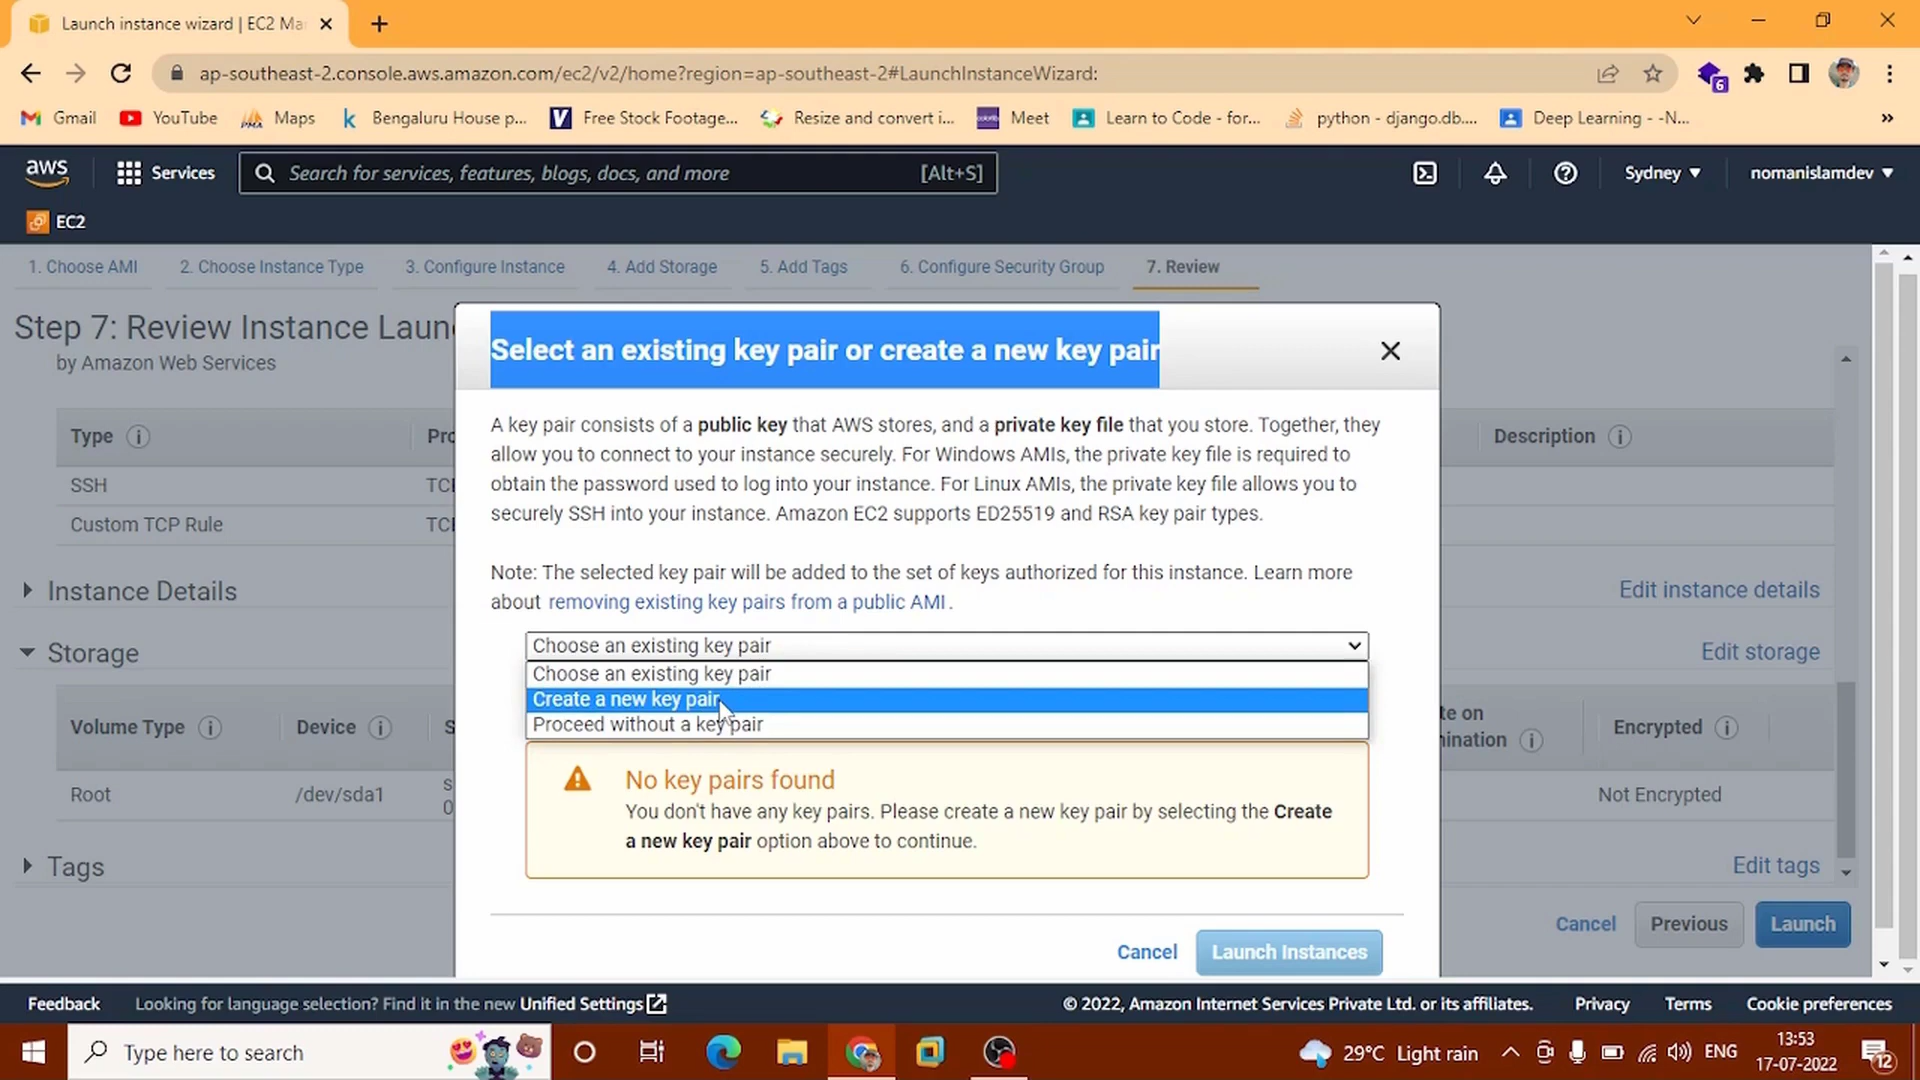 Launch instance wizard | EC2 Ma
ap-southeast-2.console.aws.amazon.com/ec2/v2/home?region=ap-southeast-2#LaunchInstanceWizard:
6
Gmail
YouTube
Maps
Bengaluru House p...
Free Stock Footage...
Resize and convert i...
Meet
Learn to Code - for...
python - django.db....
Deep Learning - -N...
»
aws
Services
Search for services, features, blogs, docs, and more
[Alt+S]
Sydney
nomanislamdev
EC2
1. Choose AMI
2. Choose Instance Type
3. Configure Instance
4. Add Storage
5. Add Tags
6. Configure Security Group
7. Review
Step 7: Review Instance Laun
by Amazon Web Services
Select an existing key pair or create a new key pair
A key pair consists of a public key that AWS stores, and a private key file that you store. Together, they
allow you to connect to your instance securely. For Windows AMIs, the private key file is required to
obtain the password used to log into your instance. For Linux AMIs, the private key file allows you to
securely SSH into your instance. Amazon EC2 supports ED25519 and RSA key pair types.
Note: The selected key pair will be added to the set of keys authorized for this instance. Learn more
about removing existing key pairs from a public AMI .
Choose an existing key pair
Choose an existing key pair
Create a new key pair
Proceed without a key pair
No key pairs found
You don't have any key pairs. Please create a new key pair by selecting the Create
a new key pair option above to continue.
Cancel
Launch Instances
Type
Pro
Description
SSH
TCP
Custom TCP Rule
TCP
Instance Details
Edit instance details
Storage
Edit storage
Volume Type
Device
S
te on
mination
Encrypted
Root
/dev/sda1
s
0
Not Encrypted
Tags
Edit tags
Cancel
Previous
Launch
Feedback
Looking for language selection? Find it in the new Unified Settings
© 2022, Amazon Internet Services Private Ltd. or its affiliates.
Privacy
Terms
Cookie preferences
Type here to search
29°C Light rain
ENG
13:53
17-07-2022
12